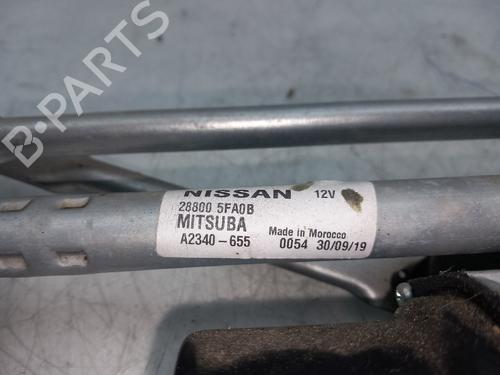 B-PARTS
NISSAN 12V
28800 5FA0B
MITSUBA Made in Morocco
A2340-655 0054 30/09/19